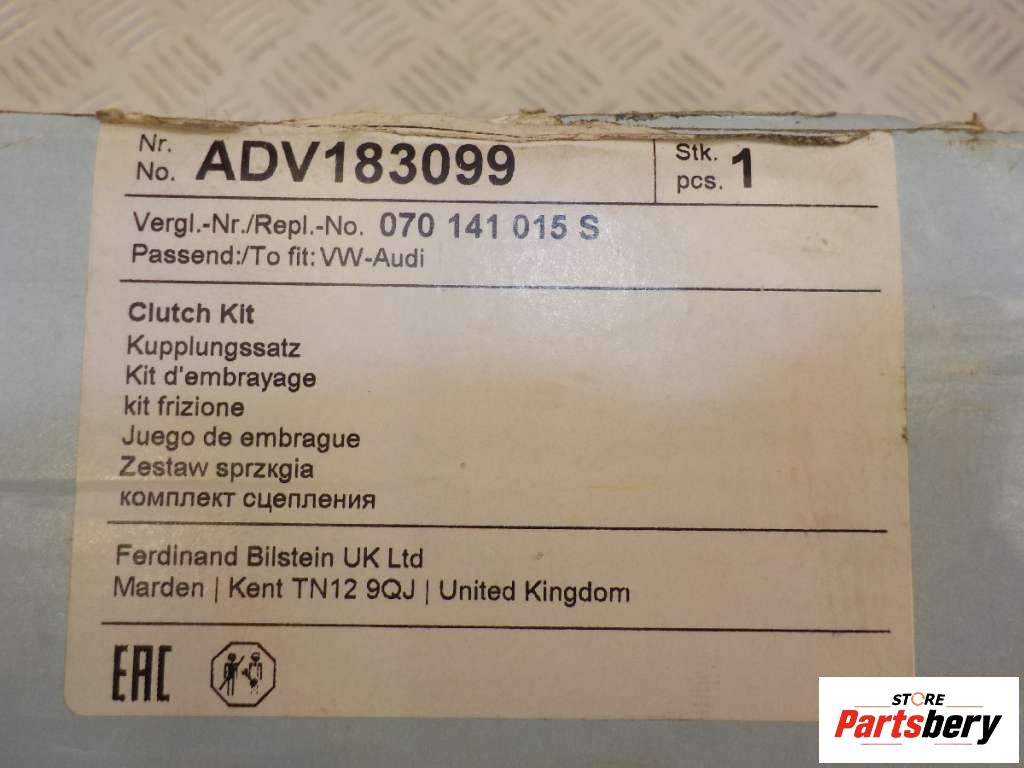 Nr.
No. ADV183099
Stk.
pcs. 1
Vergl.-Nr./Repl.-No. 070 141 015 S
Passend:/To fit: VW-Audi
Clutch Kit
Kupplungssatz
Kit d'embrayage
kit frizione
Juego de embrague
Zestaw sprzкgia
комплект сцепления
Ferdinand Bilstein UK Ltd
Marden | Kent TN12 9QJ | United Kingdom
EAC
STORE
Partsbery